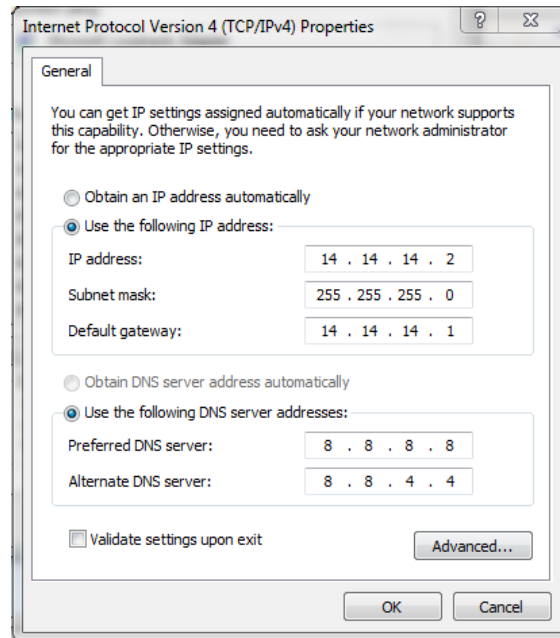 Internet Protocol Version 4 (TCP/IPv4) Properties
General
You can get IP settings assigned automatically if your network supports
this capability. Otherwise, you need to ask your network administrator
for the appropriate IP settings.
Obtain an IP address automatically
Use the following IP address:
IP address: 14 . 14 . 14 . 2
Subnet mask: 255 . 255 . 255 . 0
Default gateway: 14 . 14 . 14 . 1
Obtain DNS server address automatically
Use the following DNS server addresses:
Preferred DNS server: 8 . 8 . 8 . 8
Alternate DNS server: 8 . 8 . 4 . 4
Validate settings upon exit
Advanced...
OK Cancel